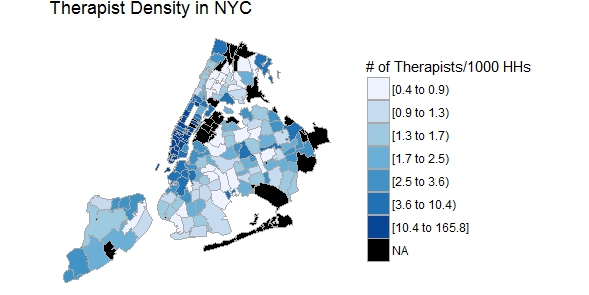 Therapist Density in NYC
# of Therapists/1000 HHs
[0.4 to 0.9)
[0.9 to 1.3)
[1.3 to 1.7)
[1.7 to 2.5)
[2.5 to 3.6)
[3.6 to 10.4)
[10.4 to 165.8]
NA